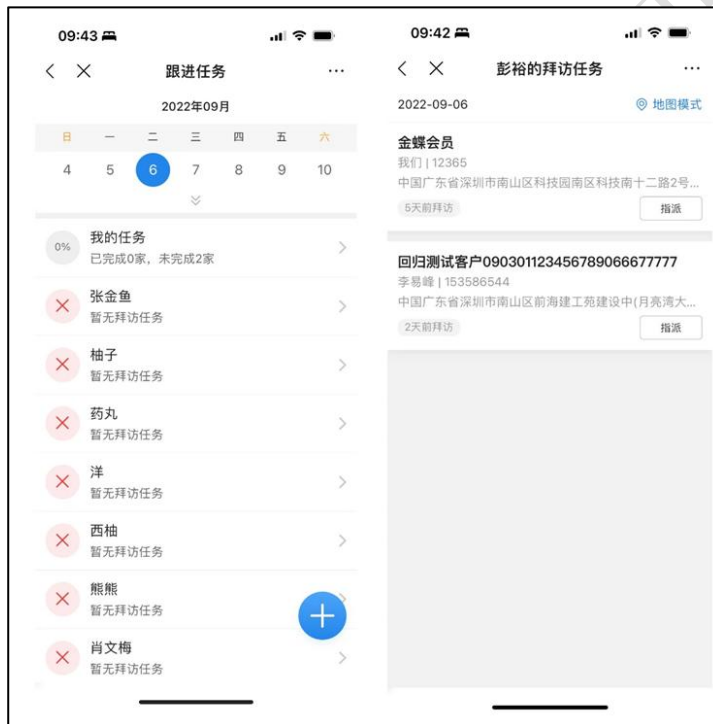 09:43
跟进任务
2022年09月
日 一 二 三 四 五 六
4 5 6 7 8 9 10
0%
我的任务
已完成0家，未完成2家
张金鱼
暂无拜访任务
柚子
暂无拜访任务
药丸
暂无拜访任务
洋
暂无拜访任务
西柚
暂无拜访任务
熊熊
暂无拜访任务
肖文梅
暂无拜访任务
09:42
彭裕的拜访任务
2022-09-06
地图模式
金蝶会员
我们 | 12365
中国广东省深圳市南山区科技园南区科技南十二路2号...
5天前拜访
指派
回归测试客户090301123456789066677777
李易峰 | 153586544
中国广东省深圳市南山区前海建工苑建设中(月亮湾大...
2天前拜访
指派